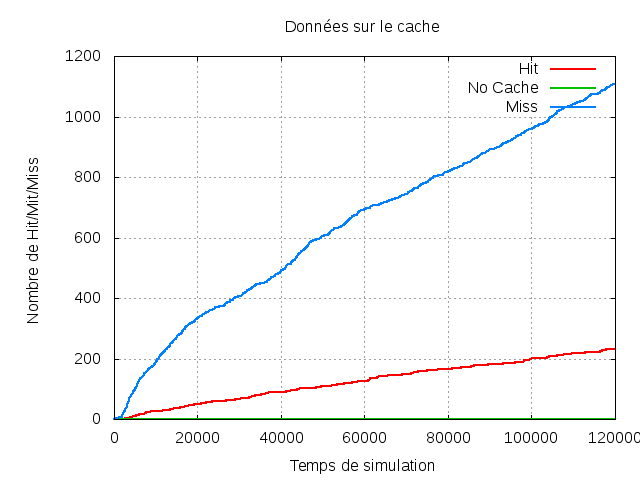 Données sur le cache
Nombre de Hit/Mit/Miss
1200
1000
800
600
400
200
0
Hit
No Cache
Miss
0 20000 40000 60000 80000 100000 120000
Temps de simulation